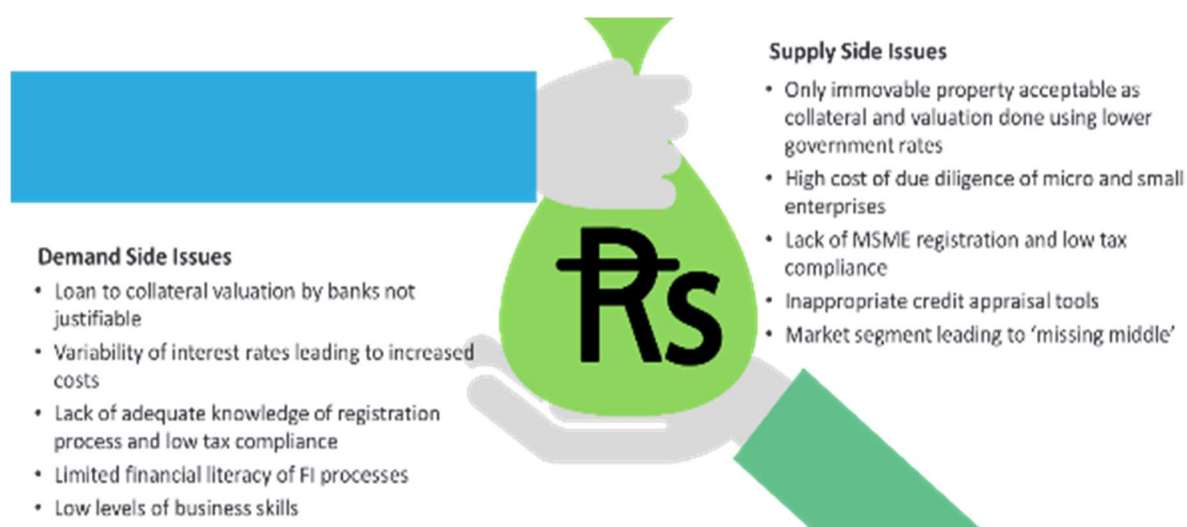 Supply Side Issues
• Only immovable property acceptable as
collateral and valuation done using lower
government rates
• High cost of due diligence of micro and small
enterprises
• Lack of MSME registration and low tax
compliance
• Inappropriate credit appraisal tools
• Market segment leading to ‘missing middle’
Rs
Demand Side Issues
• Loan to collateral valuation by banks not
justifiable
• Variability of interest rates leading to increased
costs
• Lack of adequate knowledge of registration
process and low tax compliance
• Limited financial literacy of FI processes
• Low levels of business skills